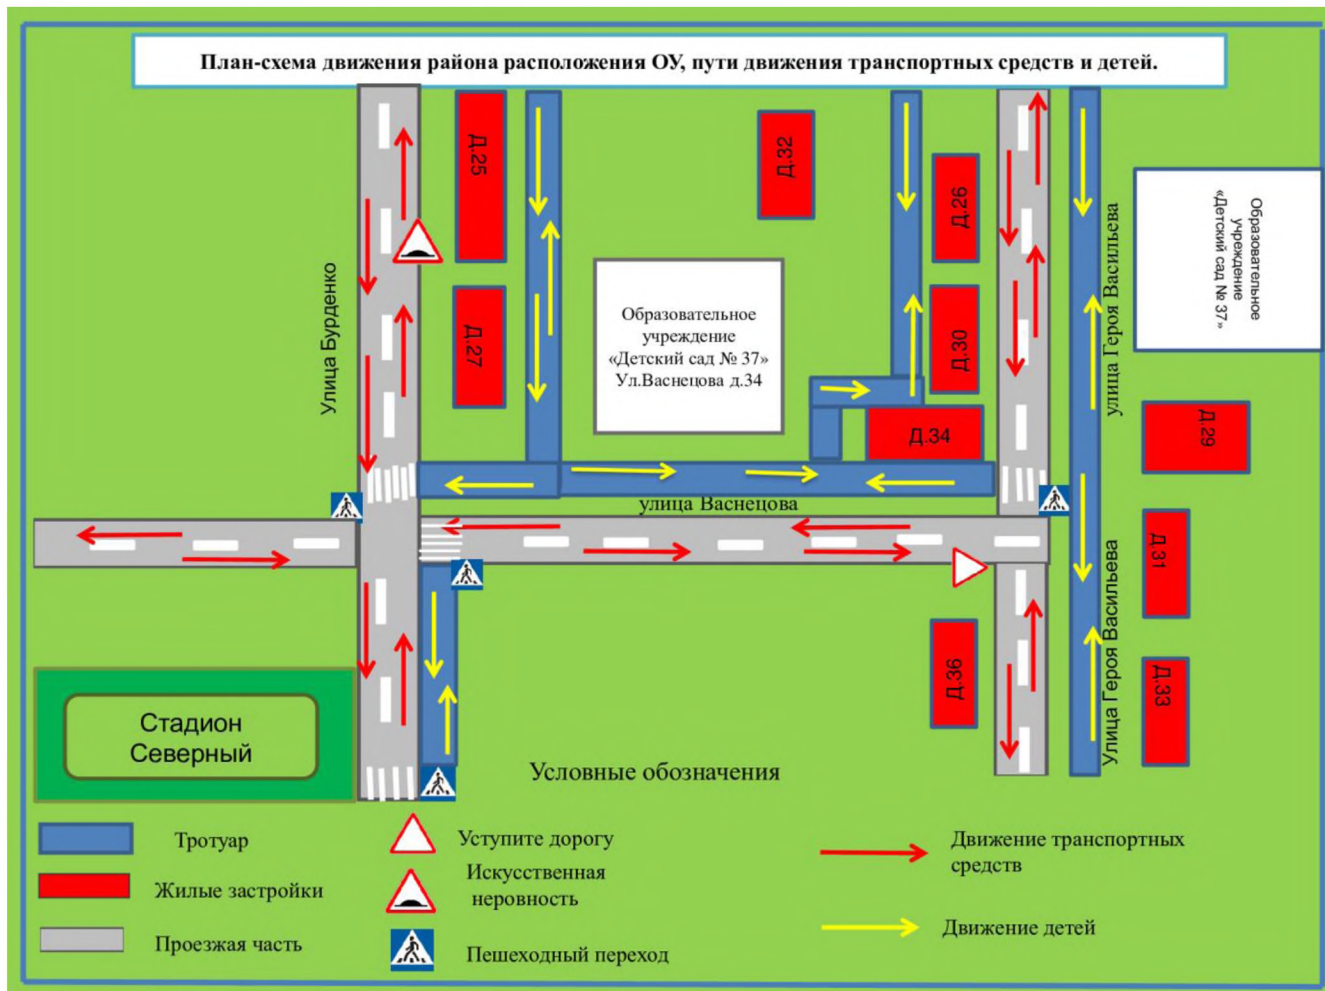 План-схема движения района расположения ОУ, пути движения транспортных средств и детей.
Д.25
Д.32
Д.26
Образовательное
учреждение
«Детский сад № 37»
улица Героя Васильева
Улица Бурденко
Д.27
Образовательное
учреждение
«Детский сад № 37»
Ул.Васнецова д.34
Д.30
Д.34
Д.29
улица Васнецова
Д.31
Улица Героя Васильева
Д.36
Д.33
Стадион
Северный
Условные обозначения
Тротуар
Жилые застройки
Проезжая часть
Уступите дорогу
Искусственная
неровность
Пешеходный переход
Движение транспортных
средств
Движение детей